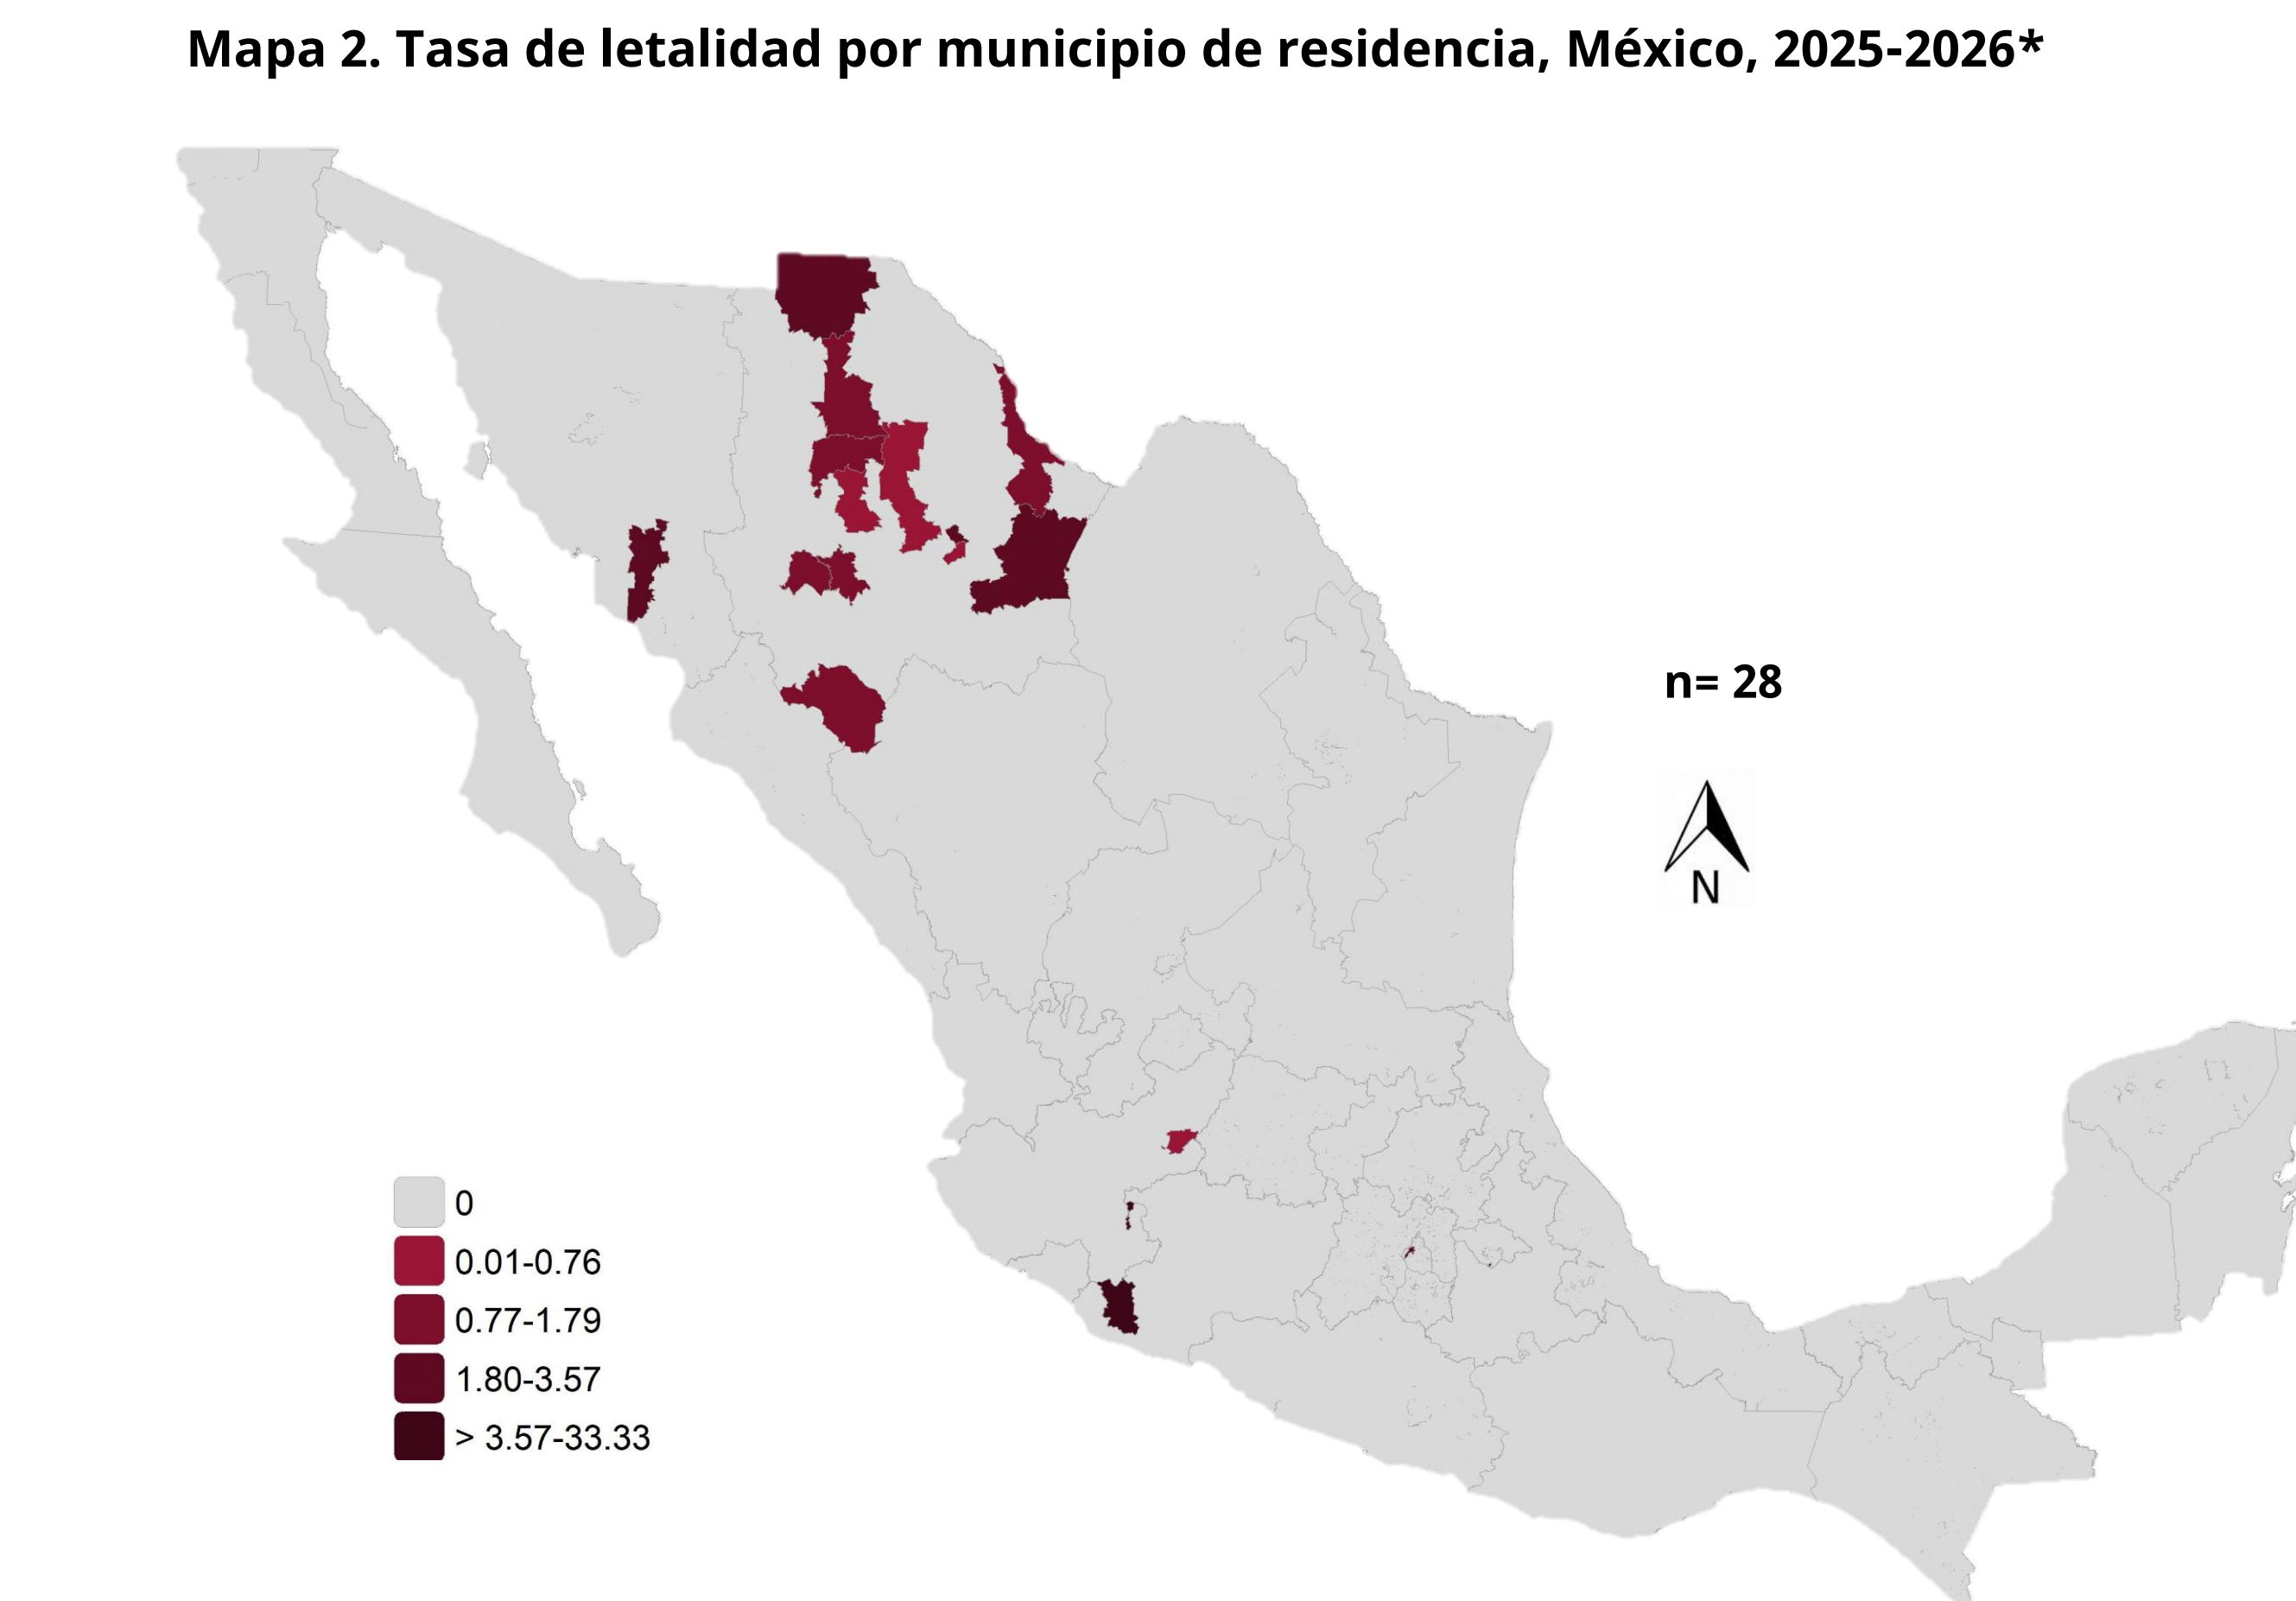 Mapa 2. Tasa de letalidad por municipio de residencia, México, 2025-2026*
n= 28
N
0
0.01-0.76
0.77-1.79
1.80-3.57
> 3.57-33.33